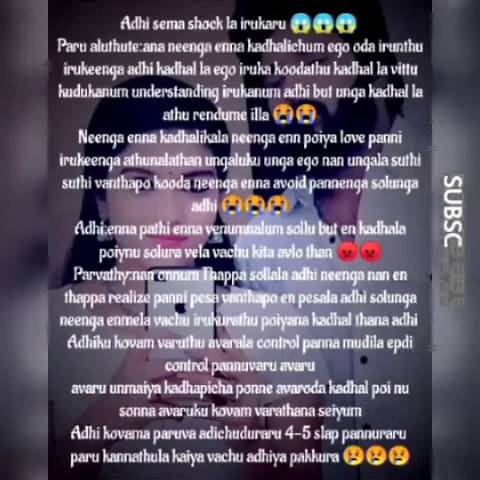 Adhi sema shock la irukaru 😱😱😱
Paru aluthute:ana neenga enna kadhalichum ego oda irunthu
irukeenga adhi kadhal la ego iruka koodathu kadhal la vittu
kudukanum understanding irukanum adhi but unga kadhal la
athu rendume illa 😭😭
Neenga enna kadhalikala neenga enn poiya love panni
irukeenga athunalathan ungaluku unga ego nan ungala suthi
suthi vanthapo kooda neenga enna avoid pannenga solunga
adhi 😭😭😭
Adhi:enna pathi enna venumnalum sollu but en kadhala
poiynu solura vela vachu kita avlo than 😡😡
Parvathy:nan onnum Thappa sollala adhi neenga nan en
thappa realize panni pesa vanthapo en pesala adhi solunga
neenga enmela vachu irukurathu poiyana kadhal thana adhi
Adhiku kovam varuthu avarala control panna mudila epdi
control pannuvaru avaru
avaru unmaiya kadhapicha ponne avaroda kadhal poi nu
sonna avaruku kovam varathana seiyum
Adhi kovama paruva adichuduraru 4-5 slap pannuraru
paru kannathula kaiya vachu adhiya pakkura 😢😢😢
SUBSC